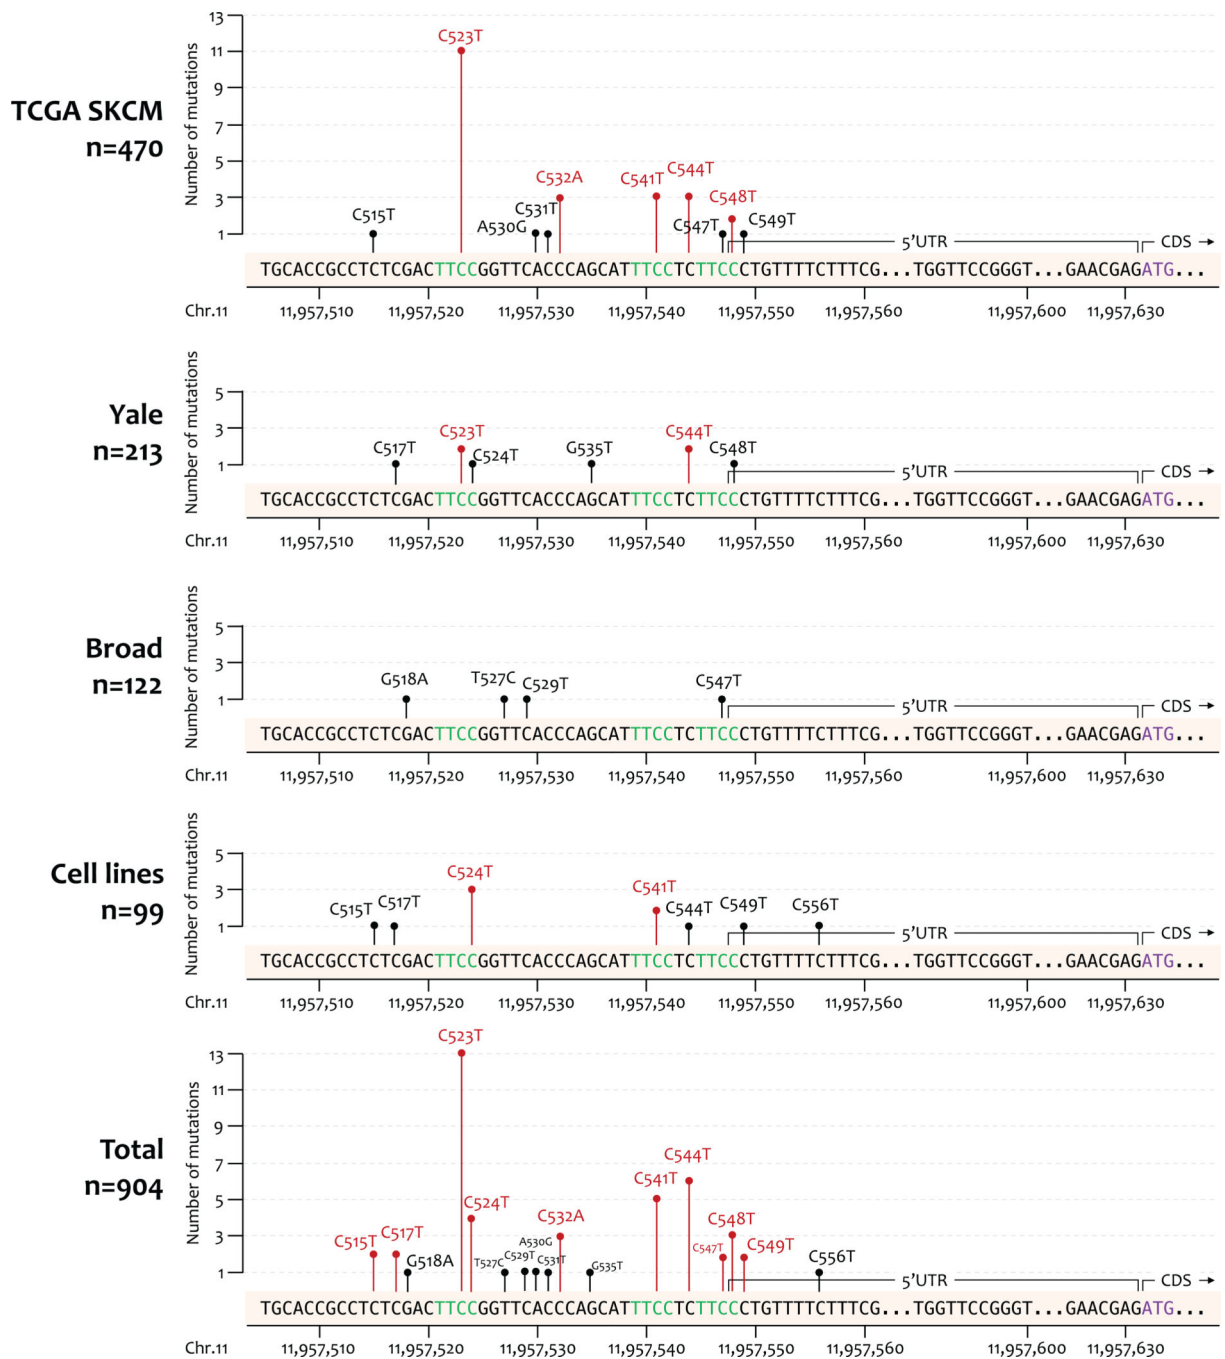 TCGA SKCM
n=470
Number of mutations
13
11
9
7
5
3
1
C523T
C532A
C541T
C544T
C531T
C548T
C515T
A530G
C547T
C549T
5'UTR
CDS
TGCACCGCCTCTCGACTTCCGGTTCACCCAGCATTTCCTCTTCCCTGTTTTCTTTCG...TGGTTCCGGGT...GAACGAGATG...
Chr.11
11,957,510 11,957,520 11,957,530 11,957,540 11,957,550 11,957,560 11,957,600 11,957,630
Yale
n=213
Number of mutations
5
3
1
C523T
C544T
C517T
C524T
G535T
C548T
5'UTR
CDS
TGCACCGCCTCTCGACTTCCGGTTCACCCAGCATTTCCTCTTCCCTGTTTTCTTTCG...TGGTTCCGGGT...GAACGAGATG...
Chr.11
11,957,510 11,957,520 11,957,530 11,957,540 11,957,550 11,957,560 11,957,600 11,957,630
Broad
n=122
Number of mutations
5
3
1
G518A
T527C
C529T
C547T
5'UTR
CDS
TGCACCGCCTCTCGACTTCCGGTTCACCCAGCATTTCCTCTTCCCTGTTTTCTTTCG...TGGTTCCGGGT...GAACGAGATG...
Chr.11
11,957,510 11,957,520 11,957,530 11,957,540 11,957,550 11,957,560 11,957,600 11,957,630
Cell lines
n=99
Number of mutations
5
3
1
C524T
C541T
C515T
C517T
C544T
C549T
C556T
5'UTR
CDS
TGCACCGCCTCTCGACTTCCGGTTCACCCAGCATTTCCTCTTCCCTGTTTTCTTTCG...TGGTTCCGGGT...GAACGAGATG...
Chr.11
11,957,510 11,957,520 11,957,530 11,957,540 11,957,550 11,957,560 11,957,600 11,957,630
Total
n=904
Number of mutations
13
11
9
7
5
3
1
C523T
C544T
C541T
C524T
C532A
C548T
C515T
C517T
C547T
C549T
G518A
T527C
C529T
A530G
C531T
G535T
C556T
5'UTR
CDS
TGCACCGCCTCTCGACTTCCGGTTCACCCAGCATTTCCTCTTCCCTGTTTTCTTTCG...TGGTTCCGGGT...GAACGAGATG...
Chr.11
11,957,510 11,957,520 11,957,530 11,957,540 11,957,550 11,957,560 11,957,600 11,957,630